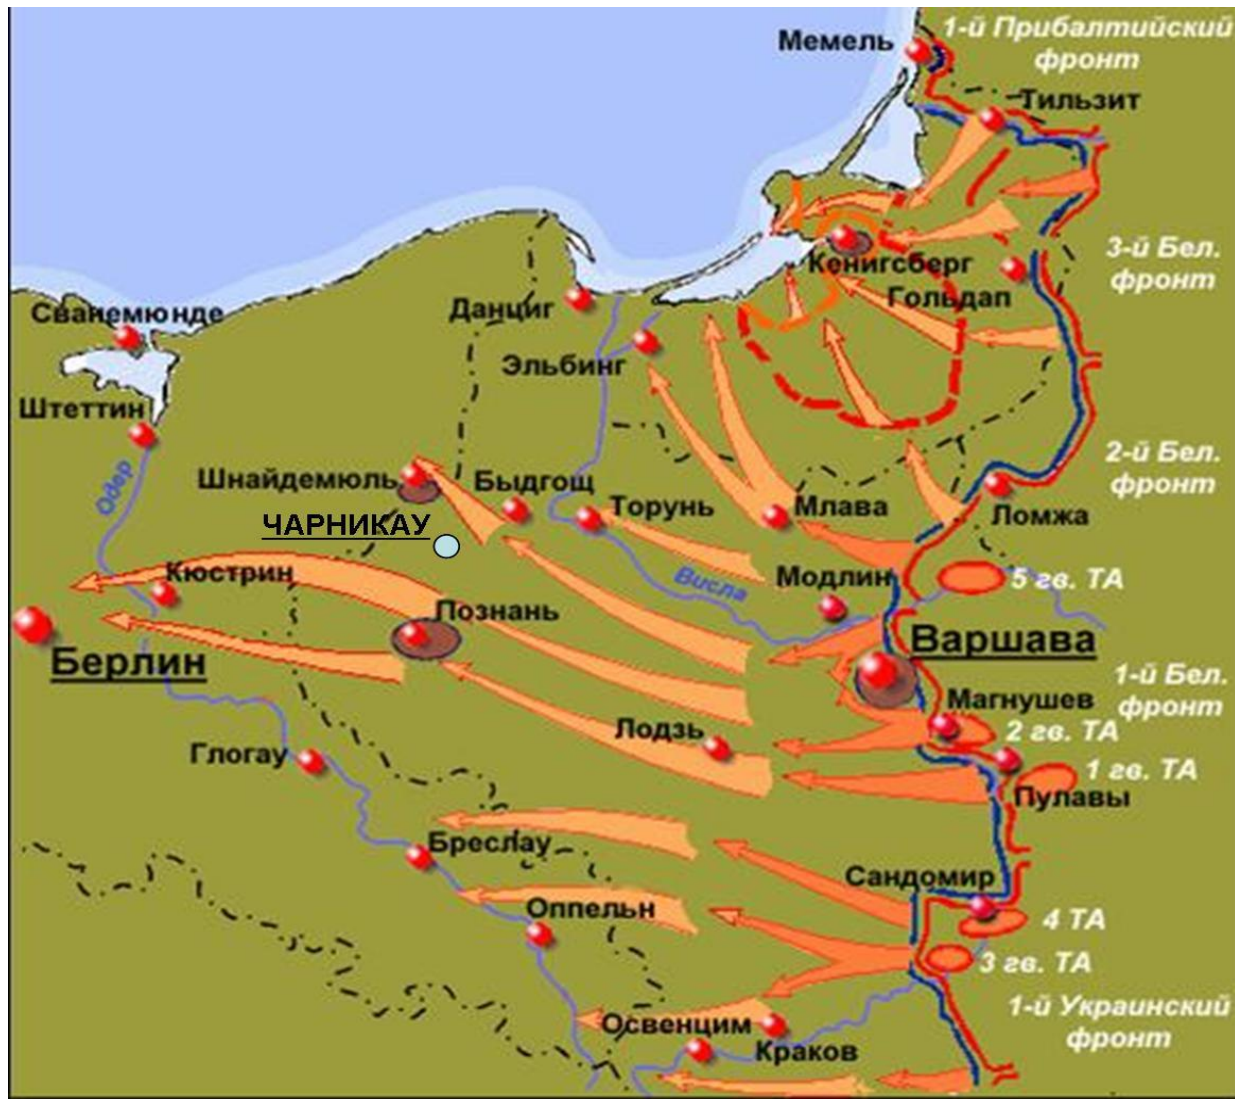 1-й Прибалтийский
фронт
Мемель
Тильзит
3-й Бел.
фронт
Кенигсберг
Гольдап
Данциг
Сванемюнде
Эльбинг
Штеттин
Одер
2-й Бел.
фронт
Шнайдемюль
Быдгощ
Торунь
Млава
Ломжа
ЧАРНИКАУ
Кюстрин
Висла
Модлин
5 гв. ТА
Познань
Варшава
Берлин
1-й Бел.
фронт
Магнушев
2 гв. ТА
Лодзь
Глогау
1 гв. ТА
Пулавы
Бреслау
Сандомир
Оппельн
4 ТА
3 гв. ТА
1-й Украинский
фронт
Освенцим
Краков